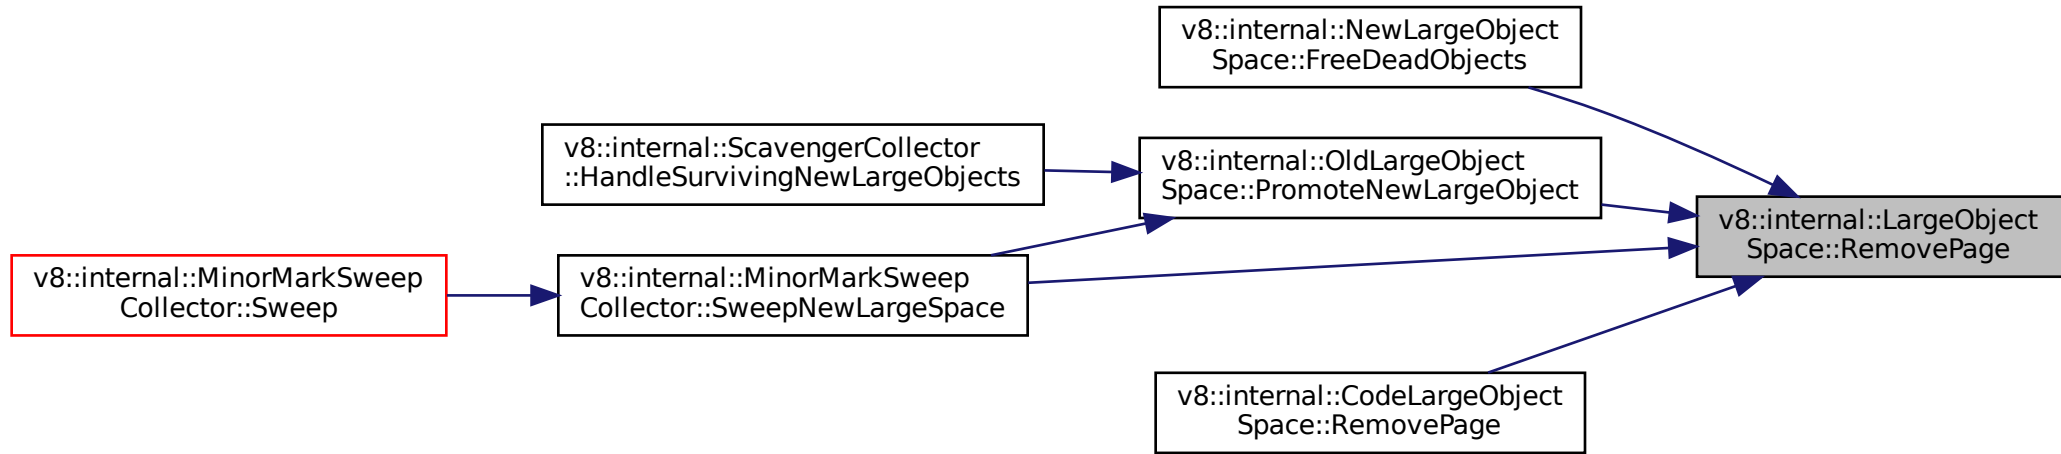 v8::internal::NewLargeObject
Space::FreeDeadObjects
v8::internal::ScavengerCollector
::HandleSurvivingNewLargeObjects
v8::internal::OldLargeObject
Space::PromoteNewLargeObject
v8::internal::LargeObject
Space::RemovePage
v8::internal::MinorMarkSweep
Collector::Sweep
v8::internal::MinorMarkSweep
Collector::SweepNewLargeSpace
v8::internal::CodeLargeObject
Space::RemovePage